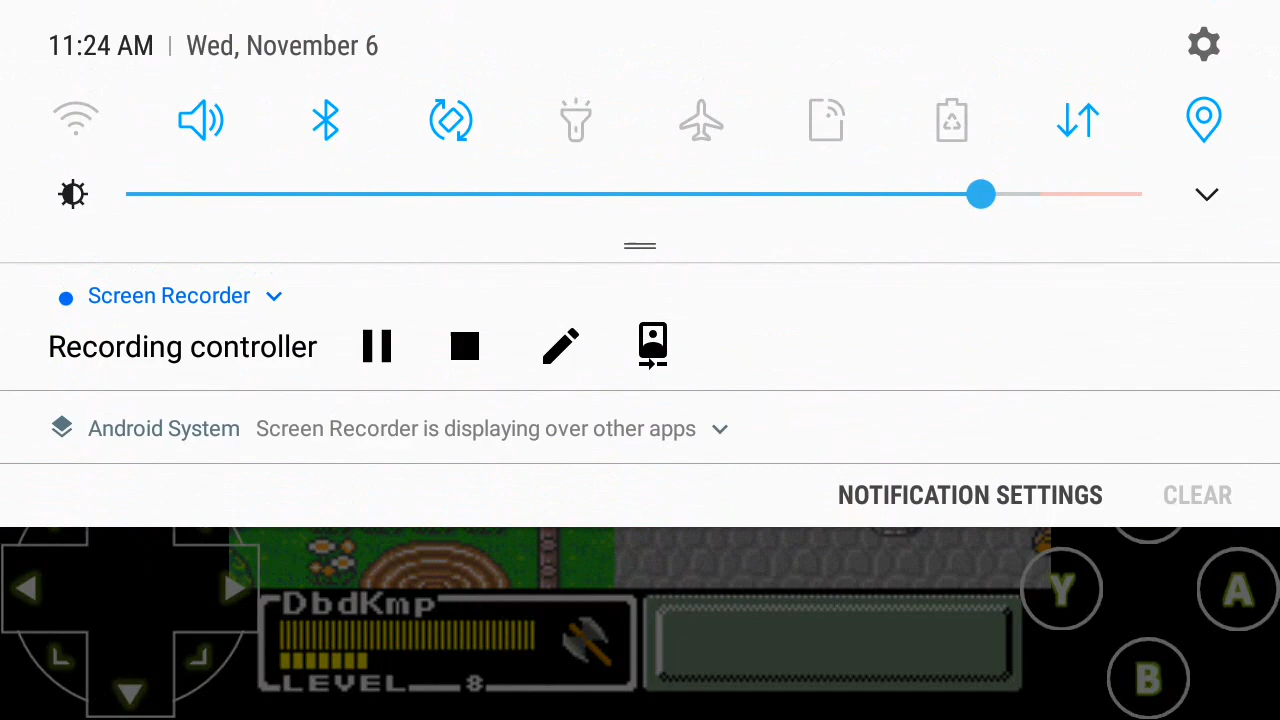 11:24 AM | Wed, November 6
Screen Recorder
Recording controller
Android System Screen Recorder is displaying over other apps
NOTIFICATION SETTINGS CLEAR
Y A
DbdKmp
L
B
LEVEL 8